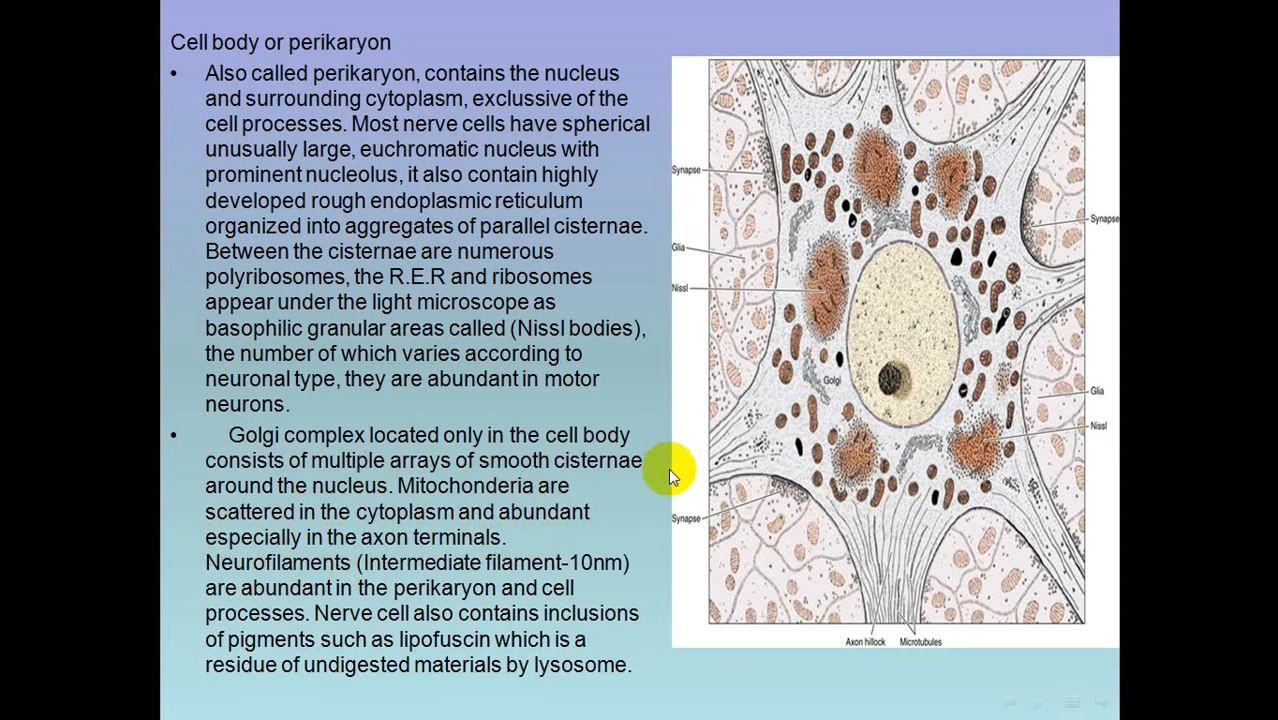 Cell body or perikaryon
• Also called perikaryon, contains the nucleus
and surrounding cytoplasm, exclussive of the
cell processes. Most nerve cells have spherical
unusually large, euchromatic nucleus with
prominent nucleolus, it also contain highly
developed rough endoplasmic reticulum
organized into aggregates of parallel cisternae.
Between the cisternae are numerous
polyribosomes, the R.E.R and ribosomes
appear under the light microscope as
basophilic granular areas called (Nissl bodies),
the number of which varies according to
neuronal type, they are abundant in motor
neurons.
• Golgi complex located only in the cell body
consists of multiple arrays of smooth cisternae
around the nucleus. Mitochonderia are
scattered in the cytoplasm and abundant
especially in the axon terminals.
Neurofilaments (Intermediate filament-10nm)
are abundant in the perikaryon and cell
processes. Nerve cell also contains inclusions
of pigments such as lipofuscin which is a
residue of undigested materials by lysosome.
Synapse
Synapse
Glia
Nissl
Golgi
Glia
Nissl
Synapse
Axon hillock
Microtubules